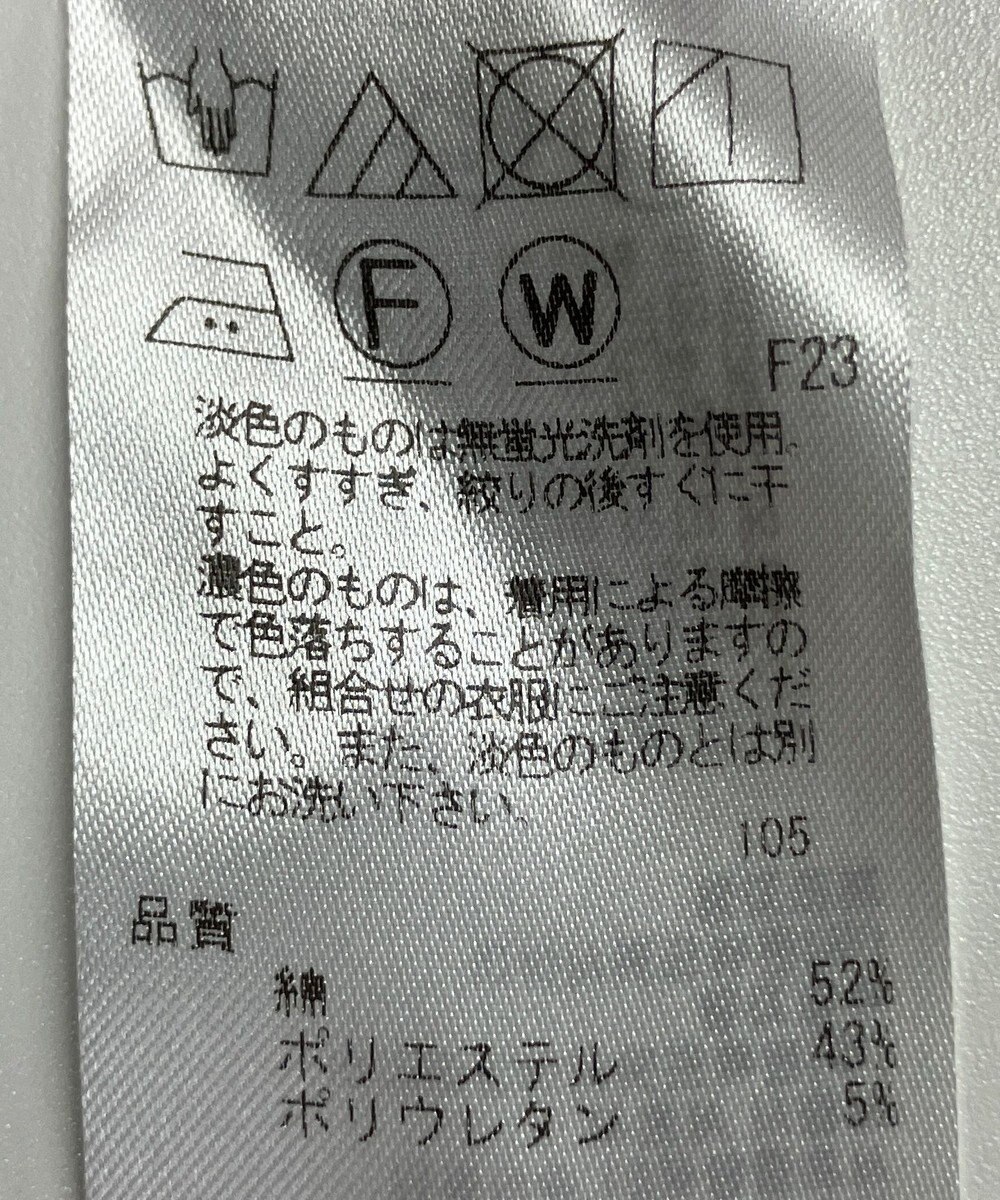 F W
F23
淡色のものは無蛍光洗剤を使用。
よくすすぎ、絞りの後すぐに干
すこと。
濃色のものは、着用による摩擦
で色落ちすることがありますの
で、組合せの衣服にご注意くだ
さい。また、淡色のものとは別
にお洗い下さい。
105
品質
綿 52%
ポリエステル 43%
ポリウレタン 5%